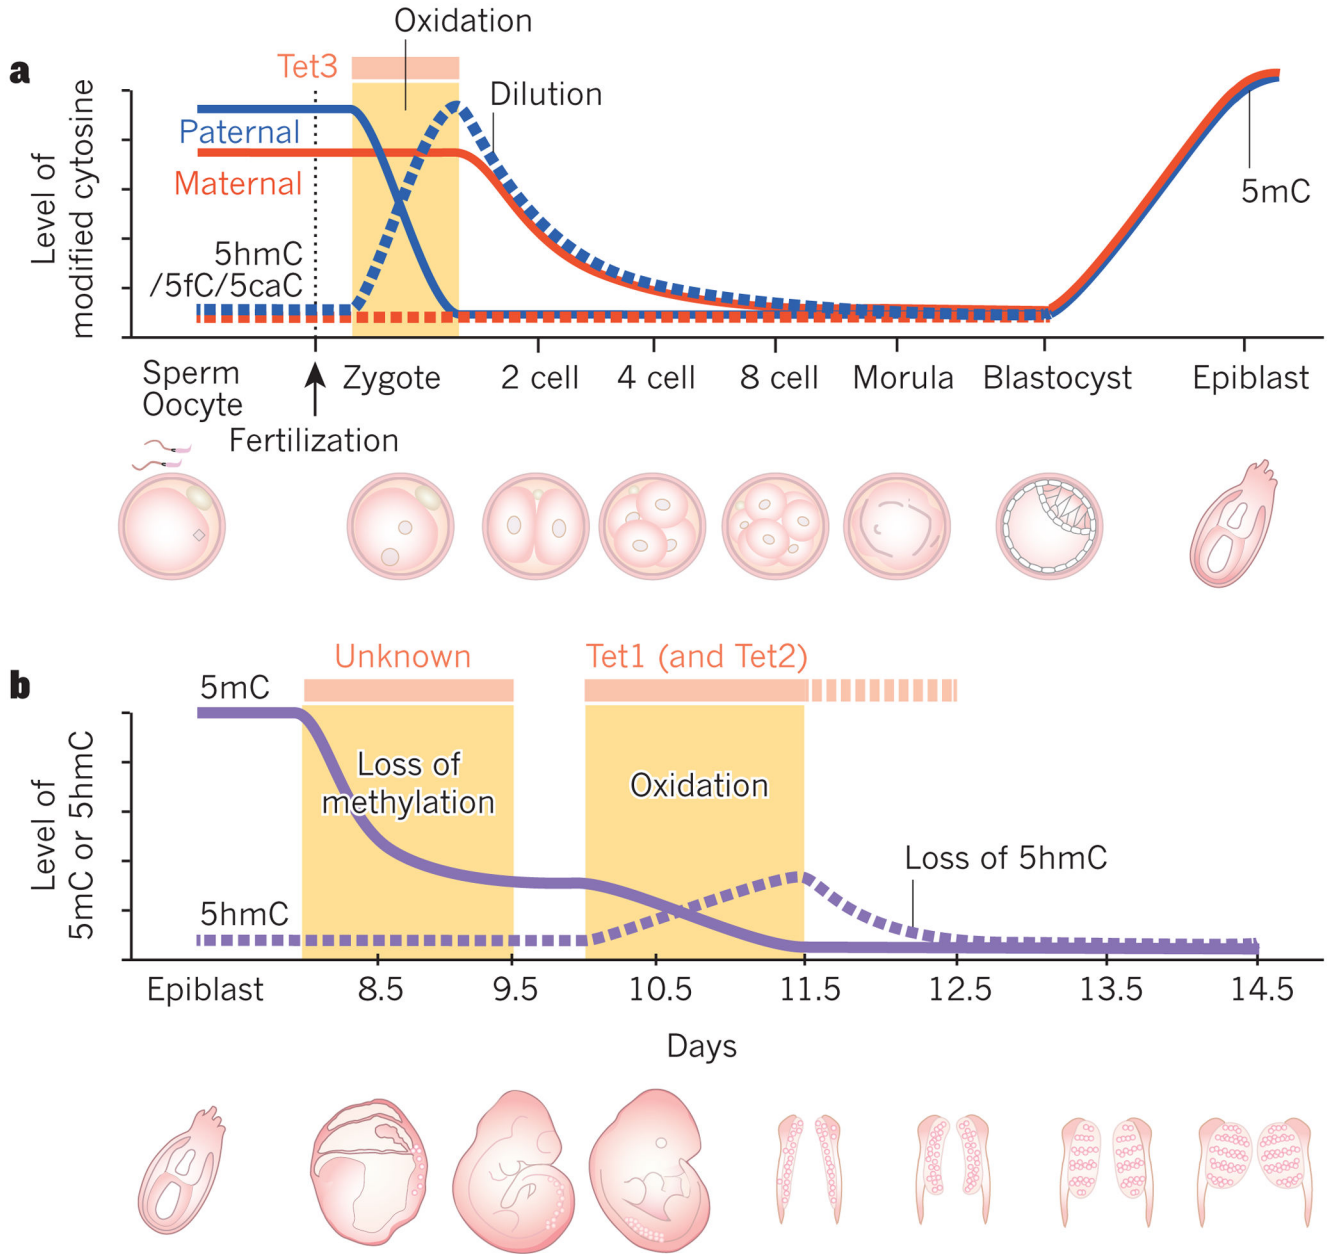 a
Oxidation
Tet3
Dilution
Paternal
Maternal
5hmC
/5fC/5caC
5mC
Level of
modified cytosine
Sperm
Oocyte
Fertilization
Zygote
2 cell
4 cell
8 cell
Morula
Blastocyst
Epiblast
b
Unknown
Tet1 (and Tet2)
5mC
Loss of
methylation
Oxidation
Loss of 5hmC
5hmC
Level of
5mC or 5hmC
Epiblast
8.5
9.5
10.5
11.5
12.5
13.5
14.5
Days